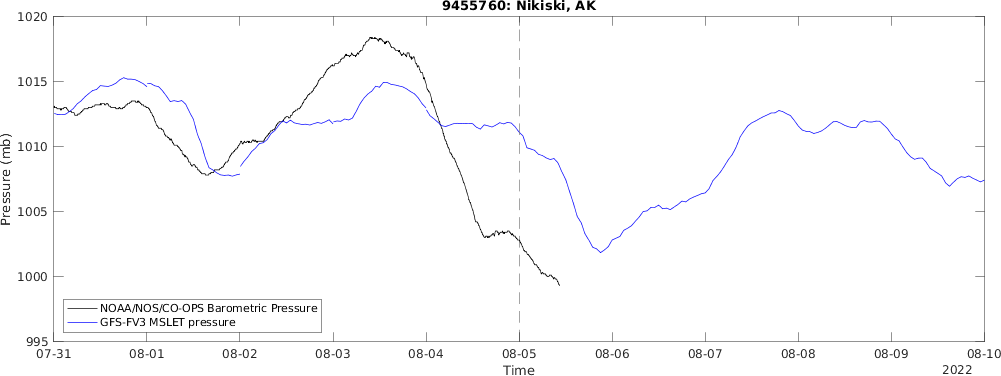 9455760: Nikiski, AK
Pressure (mb)
1020
1015
1010
1005
1000
995
NOAA/NOS/CO-OPS Barometric Pressure
GFS-FV3 MSLET pressure
07-31 08-01 08-02 08-03 08-04 08-05 08-06 08-07 08-08 08-09 08-10
Time
2022